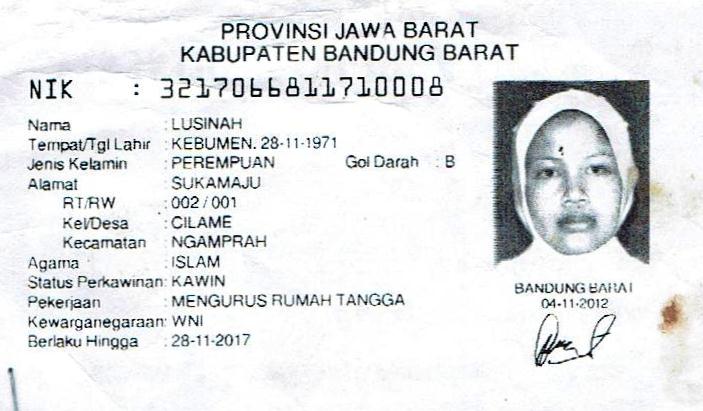 PROVINSI JAWA BARAT
KABUPATEN BANDUNG BARAT
NIK : 3217066811710008
Nama : LUSINAH
Tempat/Tgl Lahir : KEBUMEN. 28-11-1971
Jenis Kelamin : PEREMPUAN Gol Darah : B
Alamat : SUKAMAJU
RT/RW : 002 / 001
Kel/Desa : CILAME
Kecamatan : NGAMPRAH
Agama : ISLAM
Status Perkawinan: KAWIN
Pekerjaan : MENGURUS RUMAH TANGGA
Kewarganegaraan: WNI
Berlaku Hingga : 28-11-2017
BANDUNG BARAT
04-11-2012